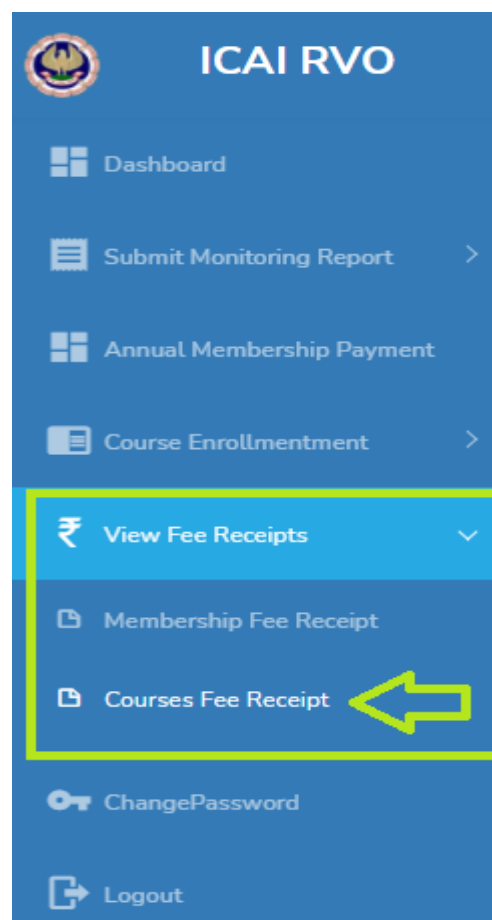 ICAI RVO
Dashboard
Submit Monitoring Report
Annual Membership Payment
Course Enrollmentment
₹ View Fee Receipts
Membership Fee Receipt
Courses Fee Receipt
ChangePassword
Logout